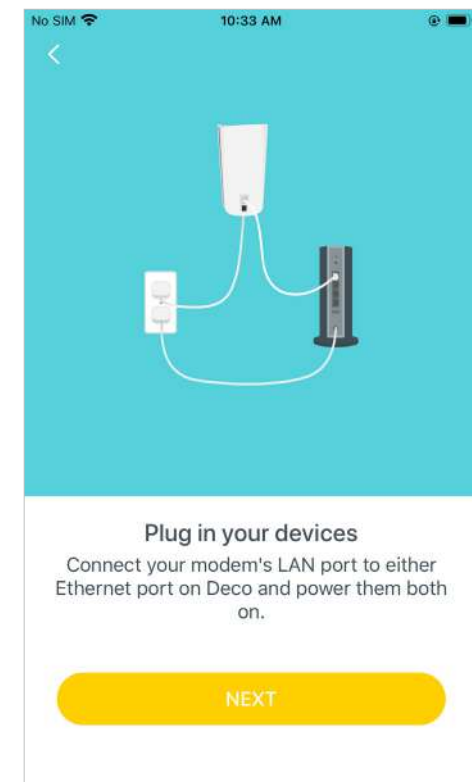 No SIM 10:33 AM
Plug in your devices
Connect your modem's LAN port to either
Ethernet port on Deco and power them both
on.
NEXT